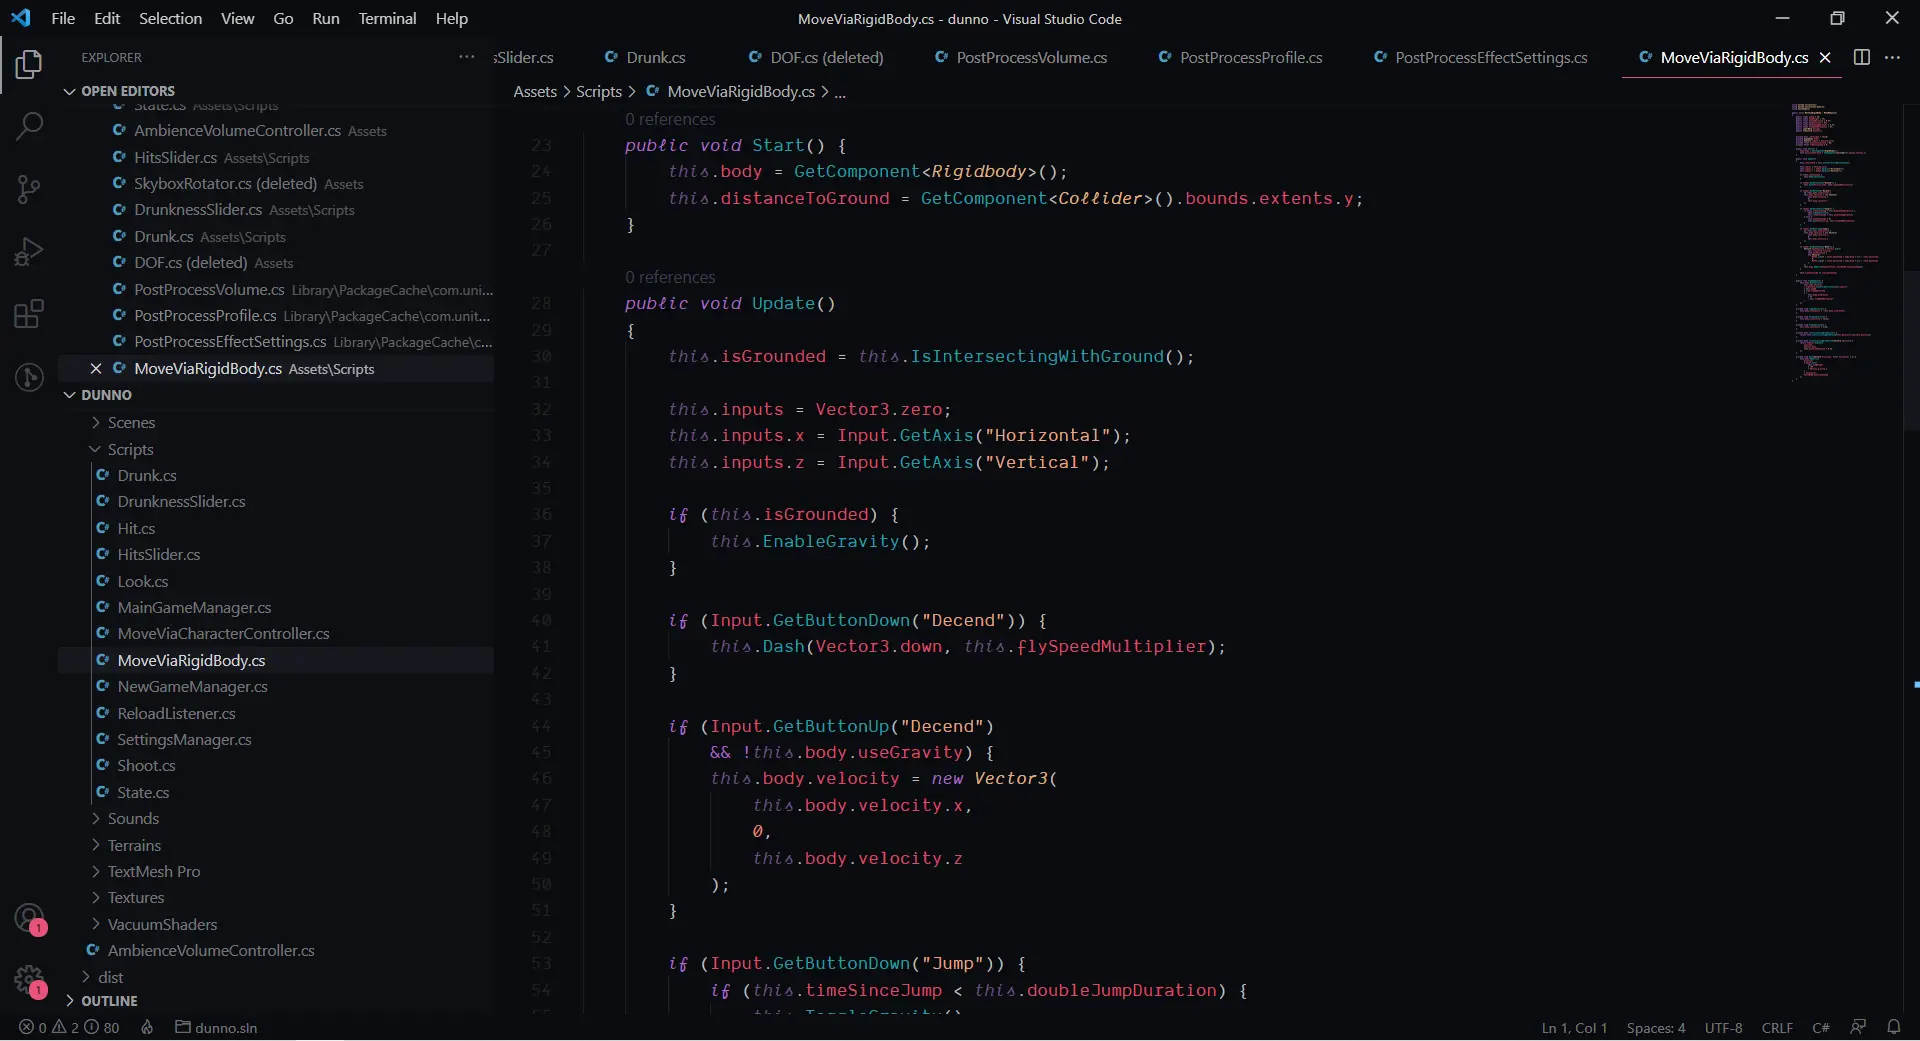 File Edit Selection View Go Run Terminal Help
MoveViaRigidBody.cs - dunno - Visual Studio Code
EXPLORER
sSlider.cs
Drunk.cs
DOF.cs (deleted)
PostProcessVolume.cs
PostProcessProfile.cs
PostProcessEffectSettings.cs
MoveViaRigidBody.cs
OPEN EDITORS
State.cs Assets\Scripts
AmbienceVolumeController.cs Assets
HitsSlider.cs Assets\Scripts
SkyboxRotator.cs (deleted) Assets
DrunknessSlider.cs Assets\Scripts
Drunk.cs Assets\Scripts
DOF.cs (deleted) Assets
PostProcessVolume.cs Library\PackageCache\com.uni...
PostProcessProfile.cs Library\PackageCache\com.unit...
PostProcessEffectSettings.cs Library\PackageCache\c...
MoveViaRigidBody.cs Assets\Scripts
DUNNO
Scenes
Scripts
Drunk.cs
DrunknessSlider.cs
Hit.cs
HitsSlider.cs
Look.cs
MainGameManager.cs
MoveViaCharacterController.cs
MoveViaRigidBody.cs
NewGameManager.cs
ReloadListener.cs
SettingsManager.cs
Shoot.cs
State.cs
Sounds
Terrains
TextMesh Pro
Textures
VacuumShaders
AmbienceVolumeController.cs
dist
OUTLINE
1
1
Assets > Scripts > MoveViaRigidBody.cs > ...
0 references
23 public void Start() {
24 this.body = GetComponent<Rigidbody>();
25 this.distanceToGround = GetComponent<Collider>().bounds.extents.y;
26 }
27
0 references
28 public void Update()
29 {
30 this.isGrounded = this.IsIntersectingWithGround();
31
32 this.inputs = Vector3.zero;
33 this.inputs.x = Input.GetAxis("Horizontal");
34 this.inputs.z = Input.GetAxis("Vertical");
35
36 if (this.isGrounded) {
37 this.EnableGravity();
38 }
39
40 if (Input.GetButtonDown("Decend")) {
41 this.Dash(Vector3.down, this.flySpeedMultiplier);
42 }
43
44 if (Input.GetButtonUp("Decend")
45 && !this.body.useGravity) {
46 this.body.velocity = new Vector3(
47 this.body.velocity.x,
48 0,
49 this.body.velocity.z
50 );
51 }
52
53 if (Input.GetButtonDown("Jump")) {
54 if (this.timeSinceJump < this.doubleJumpDuration) {
55 this.ToggleGravity()
0 2 80 dunno.sln
Ln 1, Col 1 Spaces: 4 UTF-8 CRLF C#